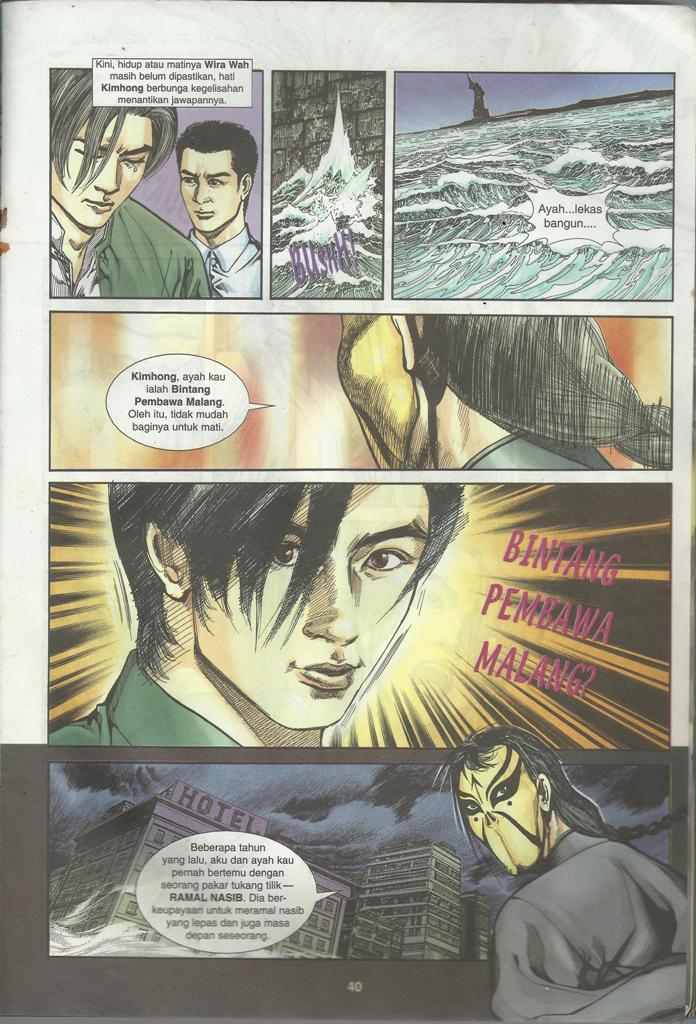 Kini, hidup atau matinya Wira Wah
masih belum dipastikan, hati
Kimhong berbunga kegelisahan
menantikan jawapannya.
BUSHH!
Ayah...lekas
bangun....
Kimhong, ayah kau
ialah Bintang
Pembawa Malang.
Oleh itu, tidak mudah
baginya untuk mati.
BINTANG
PEMBAWA
MALANG?
HOTEL
Beberapa tahun
yang lalu, aku dan ayah kau
pernah bertemu dengan
seorang pakar tukang tilik—
RAMAL NASIB. Dia ber-
keupayaan untuk meramal nasib
yang lepas dan juga masa
depan seseorang.
40